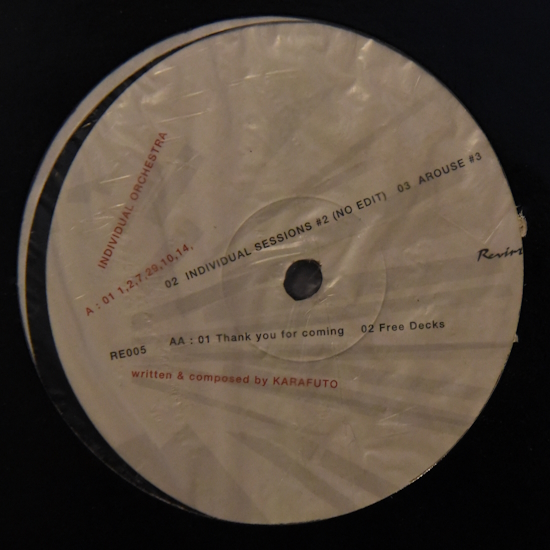 INDIVIDUAL ORCHESTRA
A : 01 1,2,7,29,10,14,
02 INDIVIDUAL SESSIONS #2 (NO EDIT) 03 AROUSE #3
RE005 AA : 01 Thank you for coming 02 Free Decks
written & composed by KARAFUTO